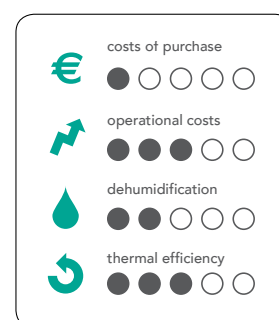 €
costs of purchase
operational costs
dehumidification
thermal efficiency